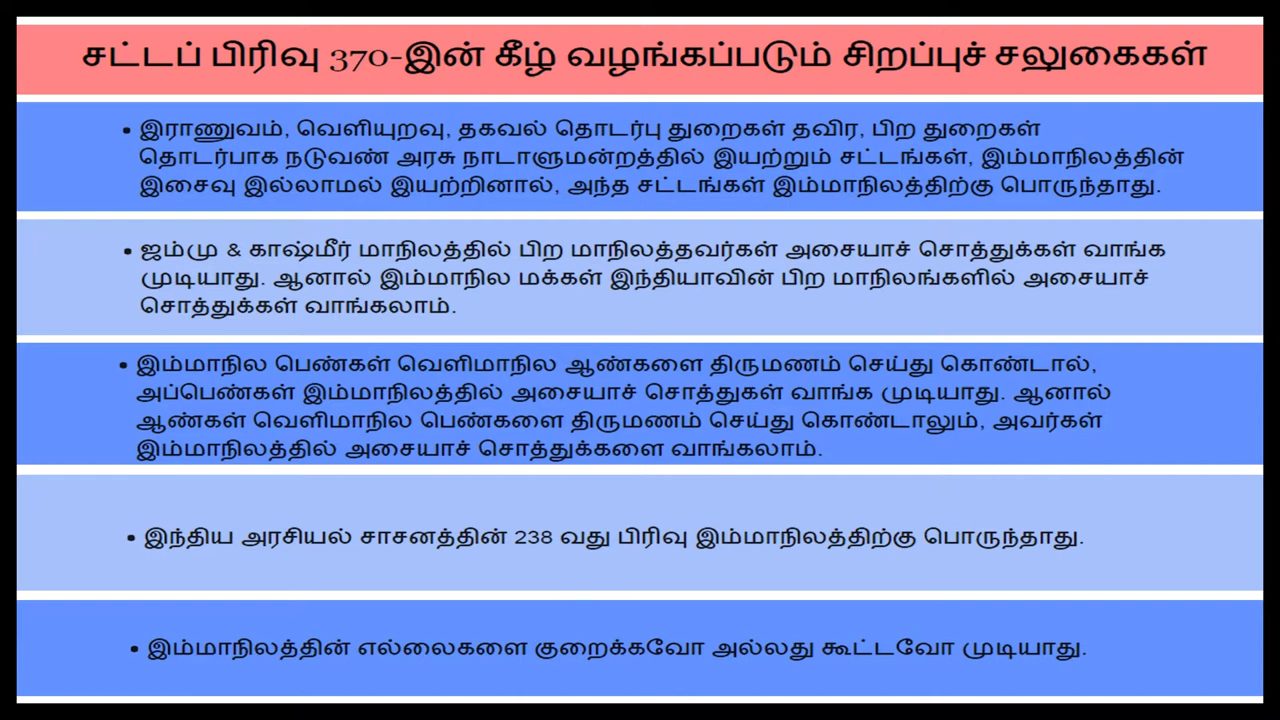 சட்டப் பிரிவு 370-இன் கீழ் வழங்கப்படும் சிறப்புச் சலுகைகள்
• இராணுவம், வெளியுறவு, தகவல் தொடர்பு துறைகள் தவிர, பிற துறைகள்
தொடர்பாக நடுவண் அரசு நாடாளுமன்றத்தில் இயற்றும் சட்டங்கள், இம்மாநிலத்தின்
இசைவு இல்லாமல் இயற்றினால், அந்த சட்டங்கள் இம்மாநிலத்திற்கு பொருந்தாது.
• ஜம்மு & காஷ்மீர் மாநிலத்தில் பிற மாநிலத்தவர்கள் அசையாச் சொத்துக்கள் வாங்க
முடியாது. ஆனால் இம்மாநில மக்கள் இந்தியாவின் பிற மாநிலங்களில் அசையாச்
சொத்துக்கள் வாங்கலாம்.
• இம்மாநில பெண்கள் வெளிமாநில ஆண்களை திருமணம் செய்து கொண்டால்,
அப்பெண்கள் இம்மாநிலத்தில் அசையாச் சொத்துகள் வாங்க முடியாது. ஆனால்
ஆண்கள் வெளிமாநில பெண்களை திருமணம் செய்து கொண்டாலும், அவர்கள்
இம்மாநிலத்தில் அசையாச் சொத்துக்களை வாங்கலாம்.
• இந்திய அரசியல் சாசனத்தின் 238 வது பிரிவு இம்மாநிலத்திற்கு பொருந்தாது.
• இம்மாநிலத்தின் எல்லைகளை குறைக்கவோ அல்லது கூட்டவோ முடியாது.